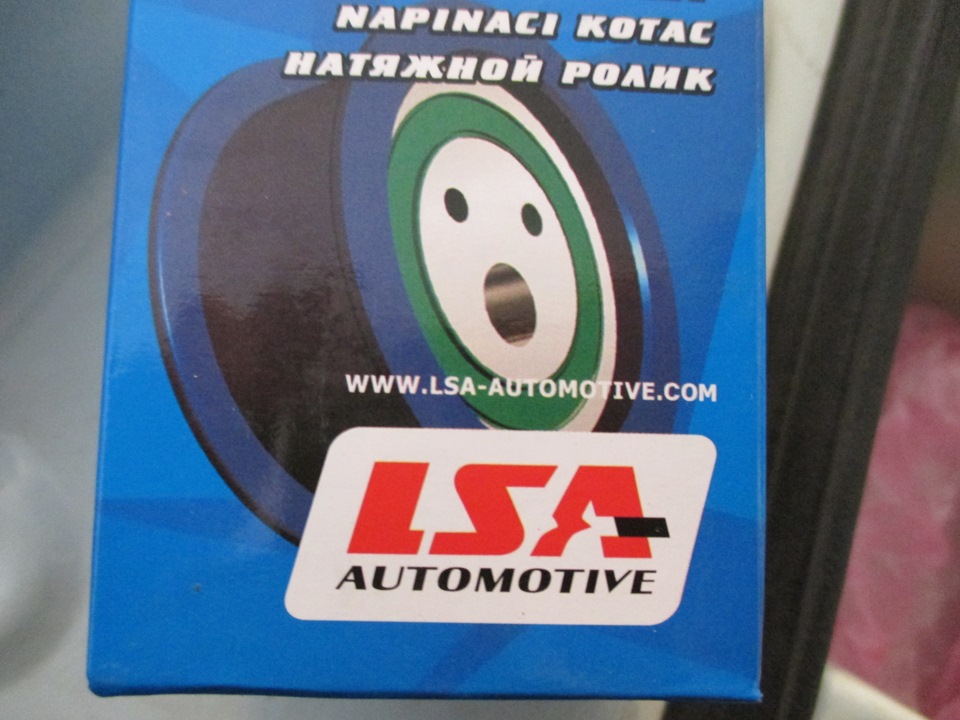 NAPINACI KOTAC
НАТЯЖНОЙ РОЛИК
WWW.LSA-AUTOMOTIVE.COM
LSA
AUTOMOTIVE